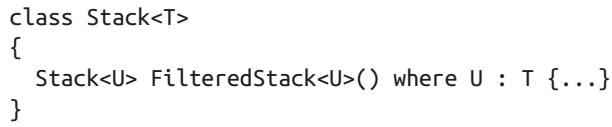 class Stack<T>
{
  Stack<U> FilteredStack<U>() where U : T {...}
}